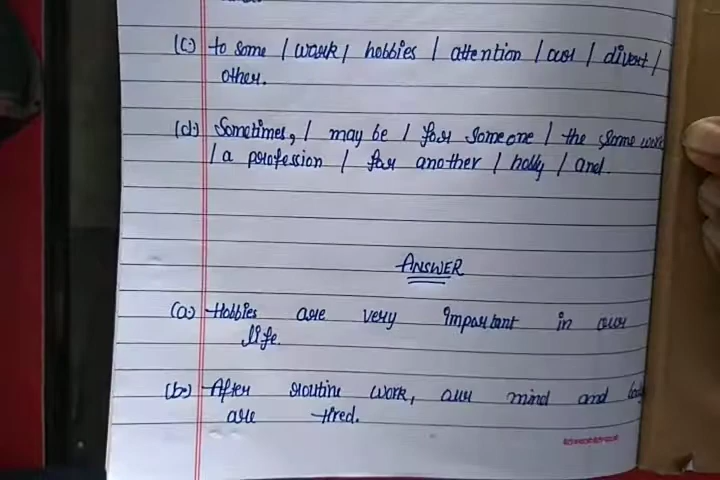 (c) to some / work / hobbies / attention / our / divert /
other.
(d) Sometimes, / may be / for someone / the same work
/ a profession / for another / hobby / and.
ANSWER
(a) Hobbies are very important in our
life.
(b) After routine work, our mind and body
are tired.